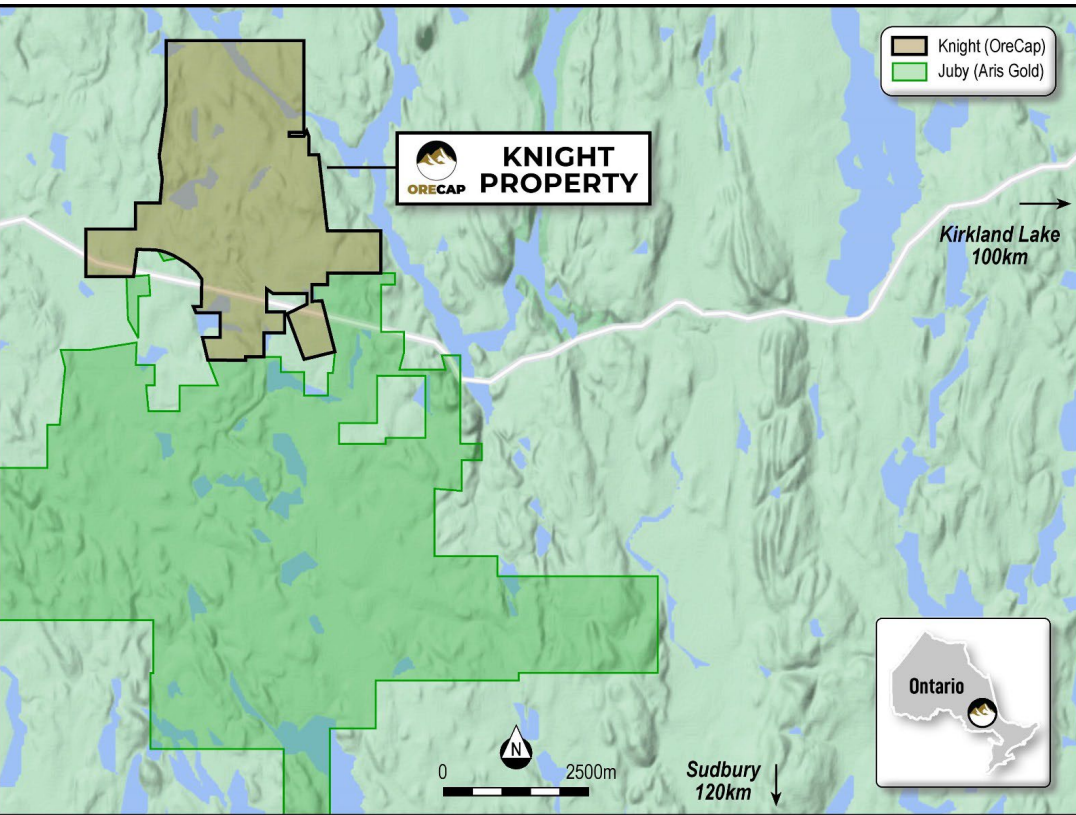 Knight (OreCap)
Juby (Aris Gold)
KNIGHT
PROPERTY
ORECAP
Kirkland Lake
100km
Ontario
N
0 2500m
Sudbury
120km